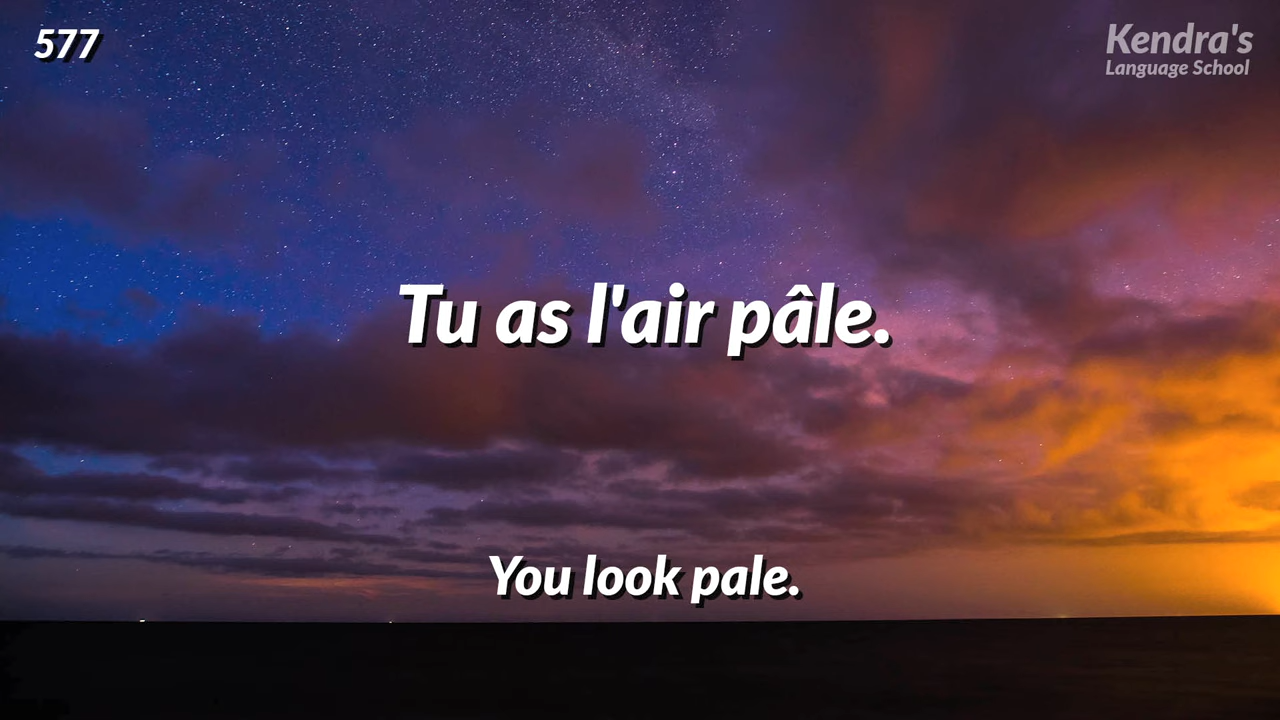 577
Kendra's
Language School
Tu as l'air pâle.
You look pale.